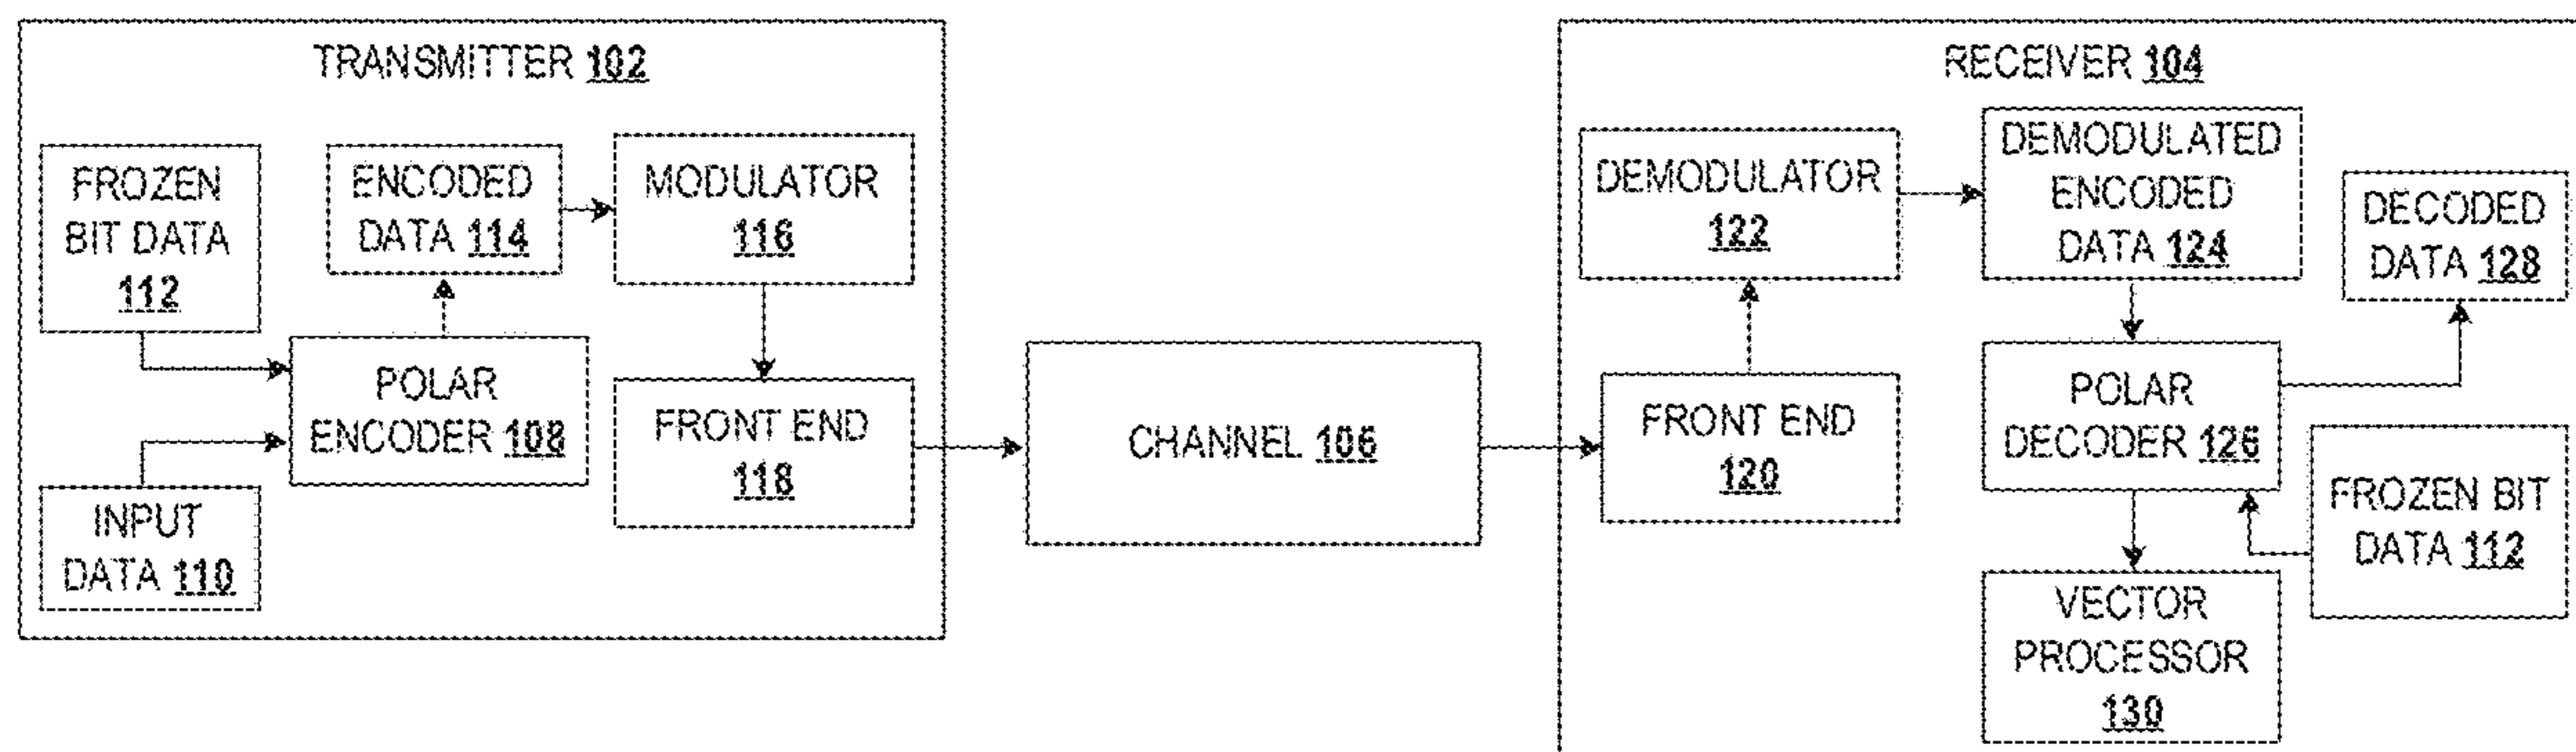 TRANSMITTER 102
FROZEN
BIT DATA
112
INPUT
DATA 110
POLAR
ENCODER 108
ENCODED
DATA 114
MODULATOR
116
FRONT END
118
CHANNEL 106
RECEIVER 104
FRONT END
120
DEMODULATOR
122
DEMODULATED
ENCODED
DATA 124
POLAR
DECODER 126
DECODED
DATA 128
FROZEN BIT
DATA 112
VECTOR
PROCESSOR
130